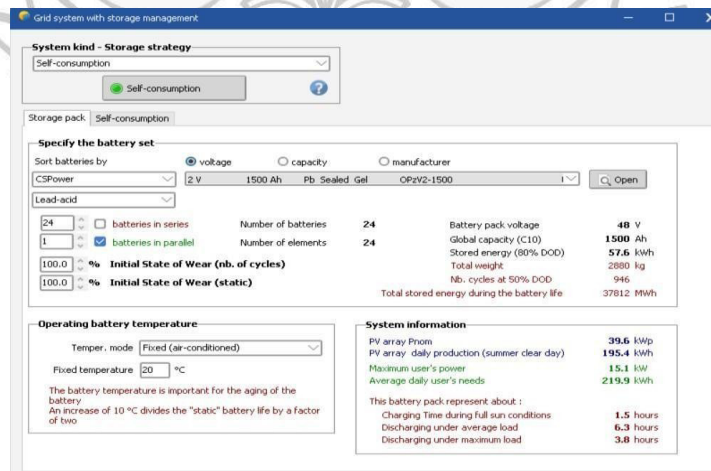 Grid system with storage management
System kind - Storage strategy
Self-consumption
Self-consumption
?
Storage pack Self-consumption
Specify the battery set
Sort batteries by voltage capacity manufacturer
CSPower 2 V 1500 Ah Pb Sealed Gel OPzV2-1500 Open
Lead-acid
24 batteries in series Number of batteries 24 Battery pack voltage 48 V
1 batteries in parallel Number of elements 24 Global capacity (C10) 1500 Ah
Stored energy (80% DOD) 57.6 kWh
100.0 % Initial State of Wear (nb. of cycles) Total weight 2880 kg
100.0 % Initial State of Wear (static) Nb. cycles at 50% DOD 946
Total stored energy during the battery life 37812 MWh
Operating battery temperature
Temper. mode Fixed (air-conditioned)
Fixed temperature 20 °C
The battery temperature is important for the aging of the
battery
An increase of 10 °C divides the "static" battery life by a factor
of two
System information
PV array Pnom 39.6 kWp
PV array daily production (summer clear day) 195.4 kWh
Maximum user's power 15.1 kW
Average daily user's needs 219.9 kWh
This battery pack represent about :
Charging Time during full sun conditions 1.5 hours
Discharging under average load 6.3 hours
Discharging under maximum load 3.8 hours